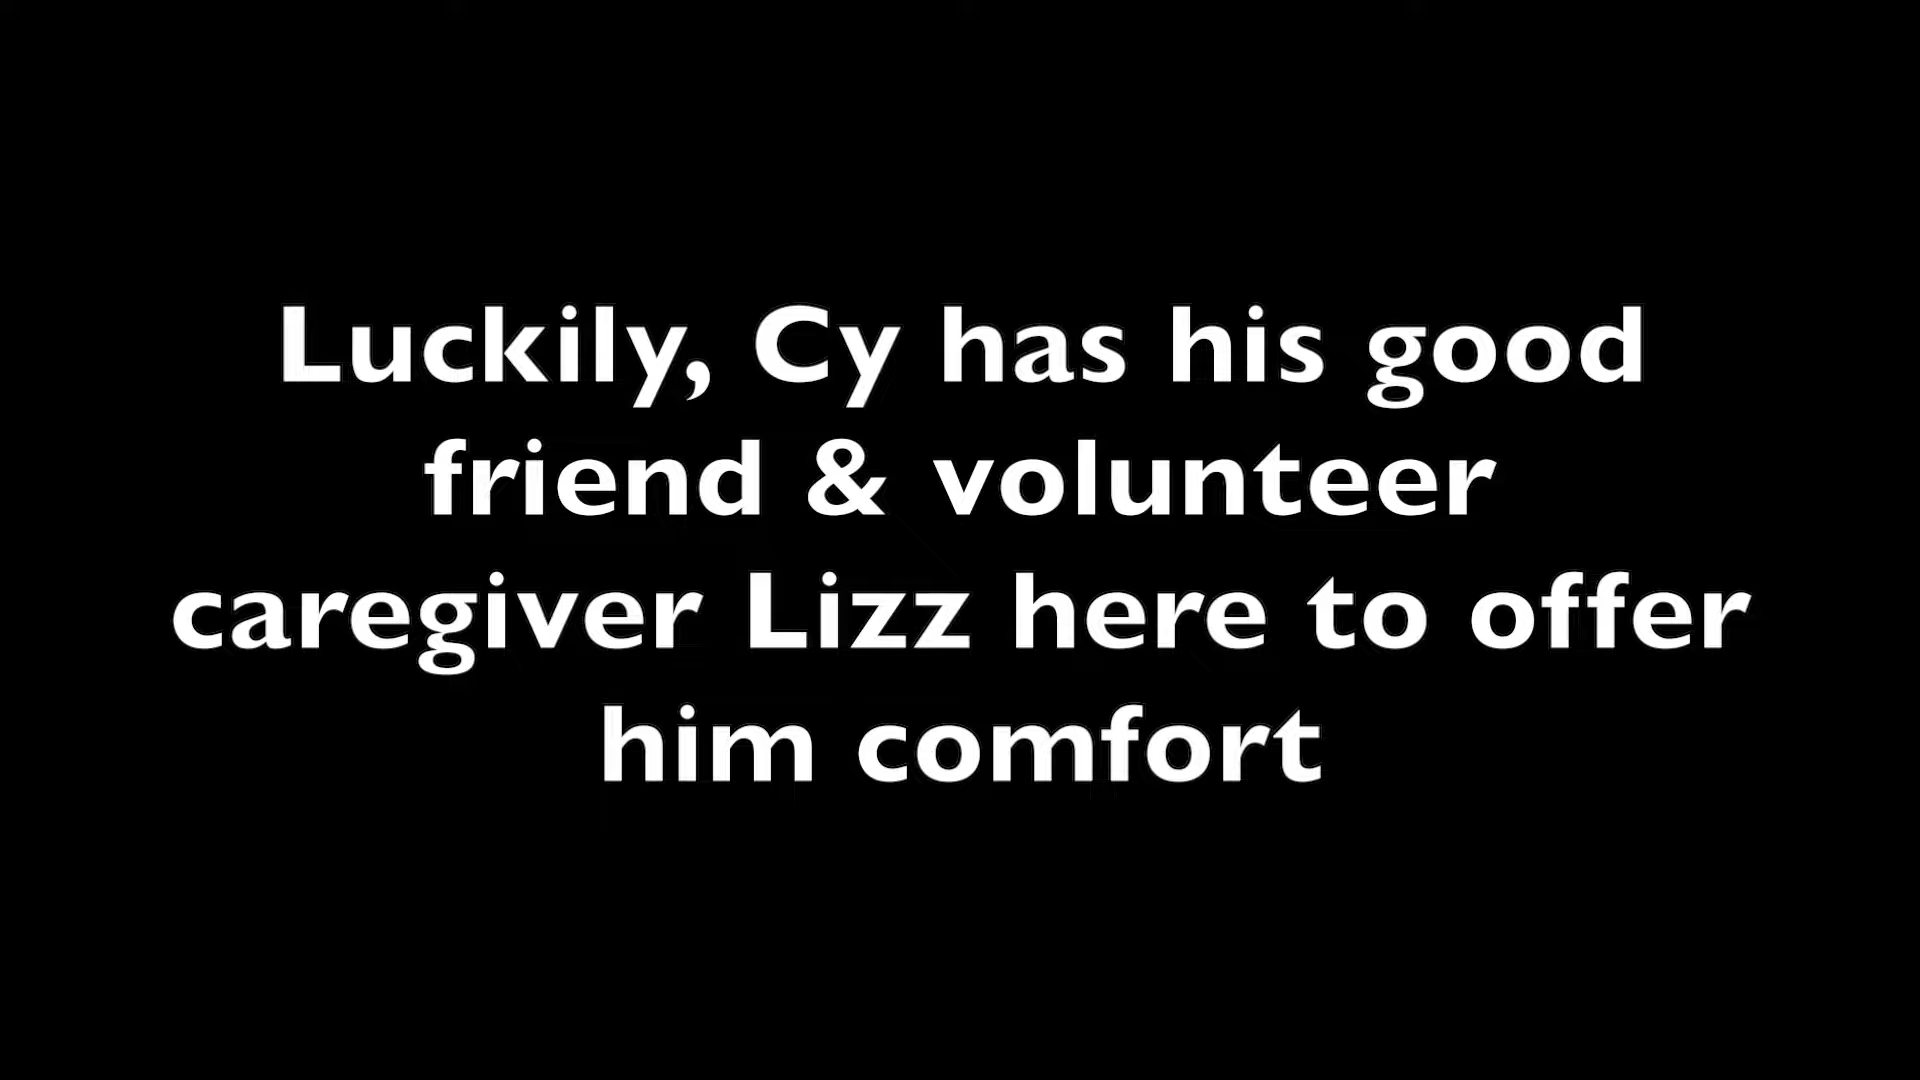 Luckily, Cy has his good
friend & volunteer
caregiver Lizz here to offer
him comfort